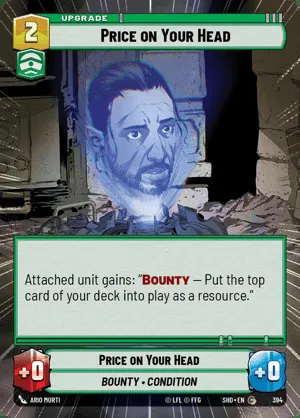 UPGRADE
2
PRICE ON YOUR HEAD
Attached unit gains: "BOUNTY — Put the top
card of your deck into play as a resource."
PRICE ON YOUR HEAD
+0
BOUNTY • CONDITION
+0
ARIO MURTI
© LFL © FFG
SHD • EN C 394